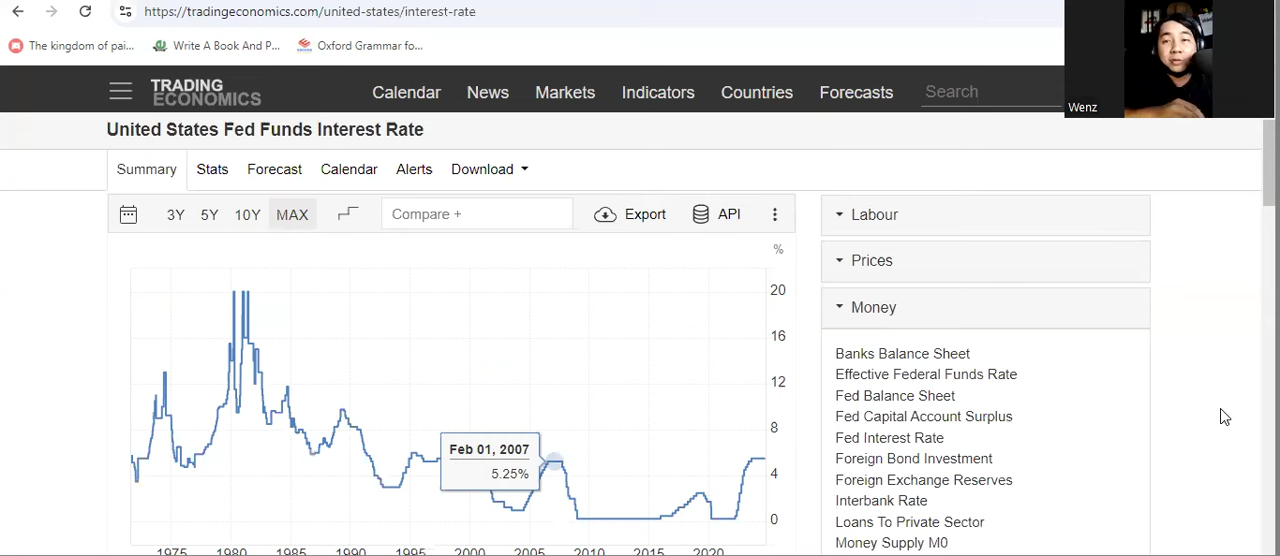 https://tradingeconomics.com/united-states/interest-rate
The kingdom of pai...
Write A Book And P...
Oxford Grammar fo...
Wenz
TRADING
ECONOMICS
Calendar
News
Markets
Indicators
Countries
Forecasts
Search
United States Fed Funds Interest Rate
Summary
Stats
Forecast
Calendar
Alerts
Download
3Y
5Y
10Y
MAX
Compare +
Export
API
%
20
16
12
8
4
0
Feb 01, 2007
5.25%
1975
1980
1985
1990
1995
2000
2005
2010
2015
2020
Labour
Prices
Money
Banks Balance Sheet
Effective Federal Funds Rate
Fed Balance Sheet
Fed Capital Account Surplus
Fed Interest Rate
Foreign Bond Investment
Foreign Exchange Reserves
Interbank Rate
Loans To Private Sector
Money Supply M0